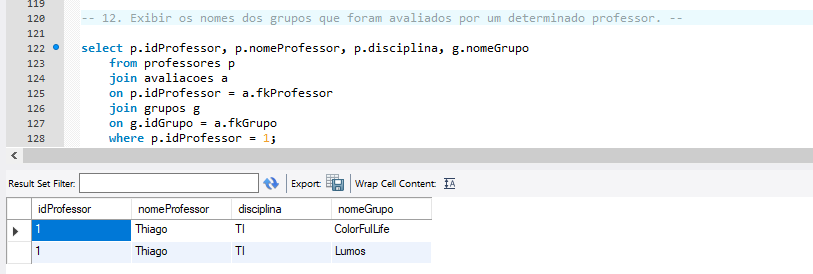 119
120 -- 12. Exibir os nomes dos grupos que foram avaliados por um determinado professor. --
121
122 select p.idProfessor, p.nomeProfessor, p.disciplina, g.nomeGrupo
123 from professores p
124 join avaliacoes a
125 on p.idProfessor = a.fkProfessor
126 join grupos g
127 on g.idGrupo = a.fkGrupo
128 where p.idProfessor = 1;
Result Set Filter: Export: Wrap Cell Content:
idProfessor nomeProfessor disciplina nomeGrupo
1 Thiago TI ColorFulLife
1 Thiago TI Lumos